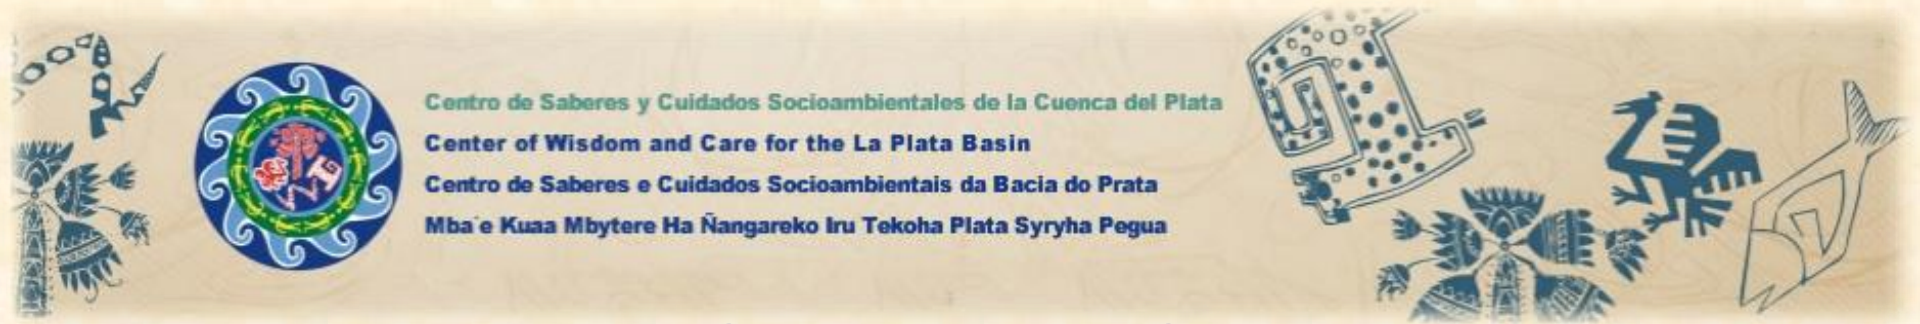 Centro de Saberes y Cuidados Socioambientales de la Cuenca del Plata
Center of Wisdom and Care for the La Plata Basin
Centro de Saberes e Cuidados Socioambientais da Bacia do Prata
Mba´e Kuaa Mbytere Ha Ñangareko Iru Tekoha Plata Syryha Pegua